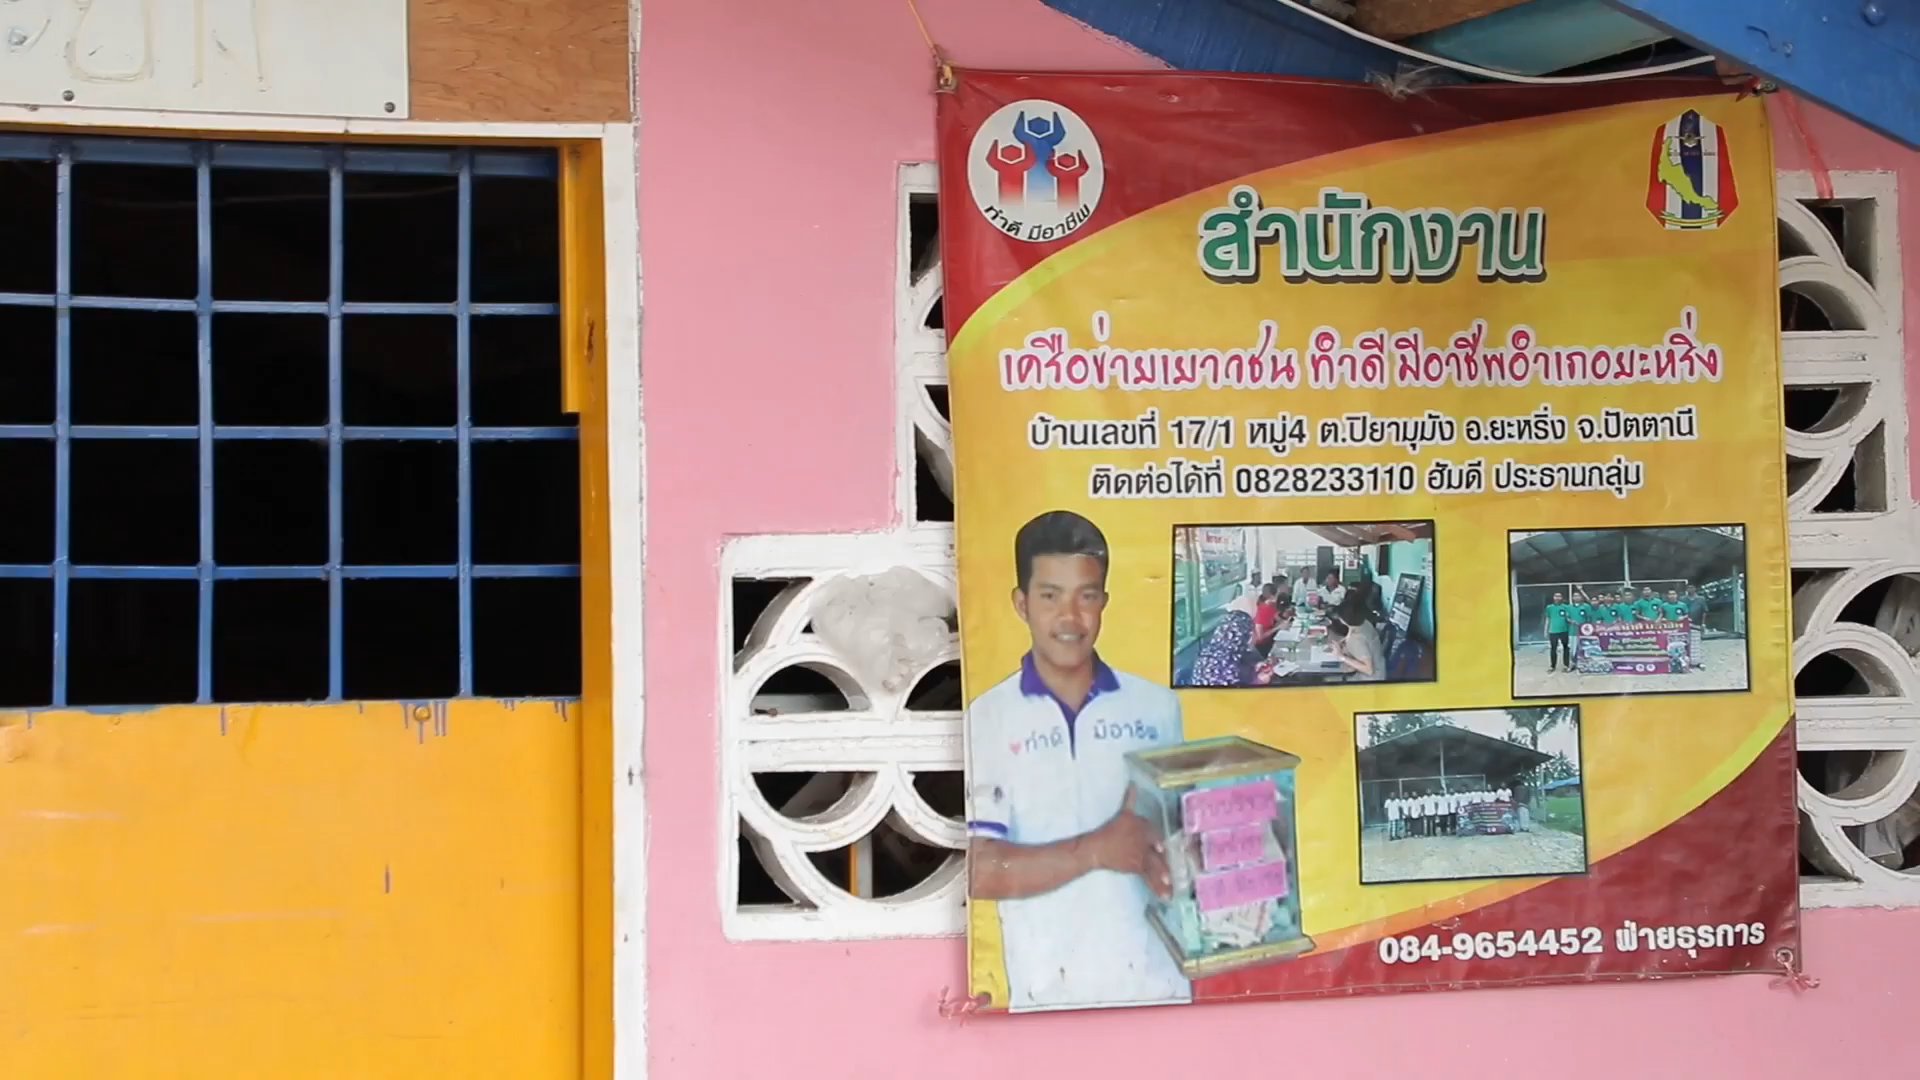 ทำดี มีอาชีพ
สำนักงาน
เครือข่ายเยาวชน ทำดี มีอาชีพอำเภอยะหริ่ง
บ้านเลขที่ 17/1 หมู่4 ต.ปิยามุมัง อ.ยะหริ่ง จ.ปัตตานี
ติดต่อได้ที่ 0828233110 ฮัมดี ประธานกลุ่ม
ทำดี มีอาชีพ
084-9654452 ฝ่ายธุรการ